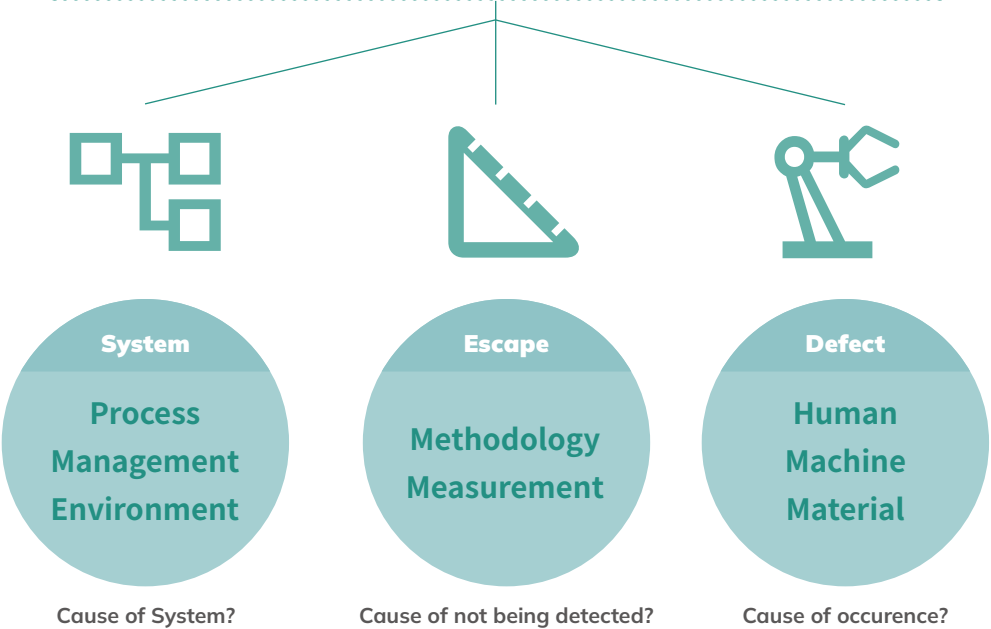 System
Process
Management
Environment
Cause of System?
Escape
Methodology
Measurement
Cause of not being detected?
Defect
Human
Machine
Material
Cause of occurence?